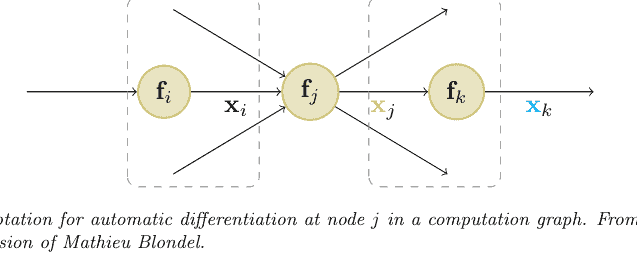 f_i f_j f_k
x_i x_j x_k
otation for automatic differentiation at node j in a computation graph. From
sion of Mathieu Blondel.